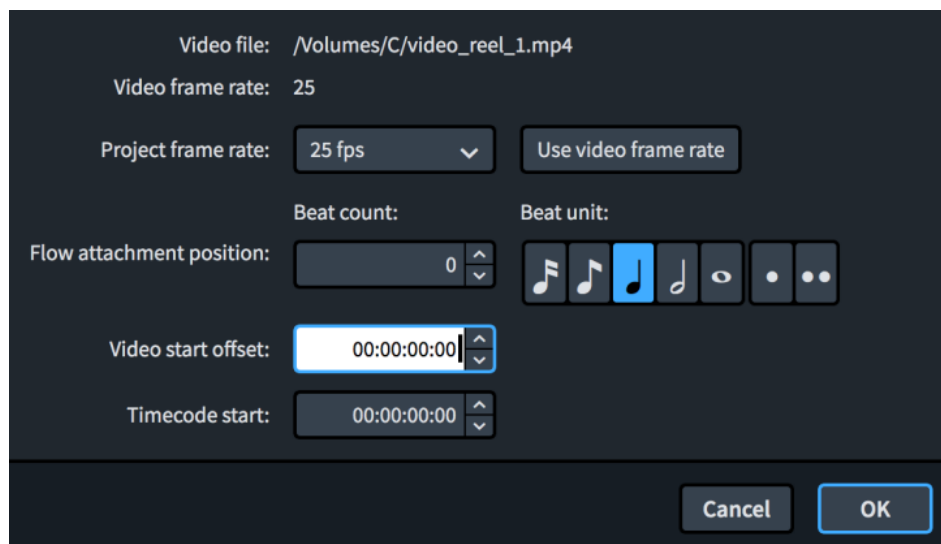 Video file: /Volumes/C/video_reel_1.mp4
Video frame rate: 25
Project frame rate: 25 fps Use video frame rate
Beat count: Beat unit:
Flow attachment position: 0
Video start offset: 00:00:00:00
Timecode start: 00:00:00:00
Cancel OK